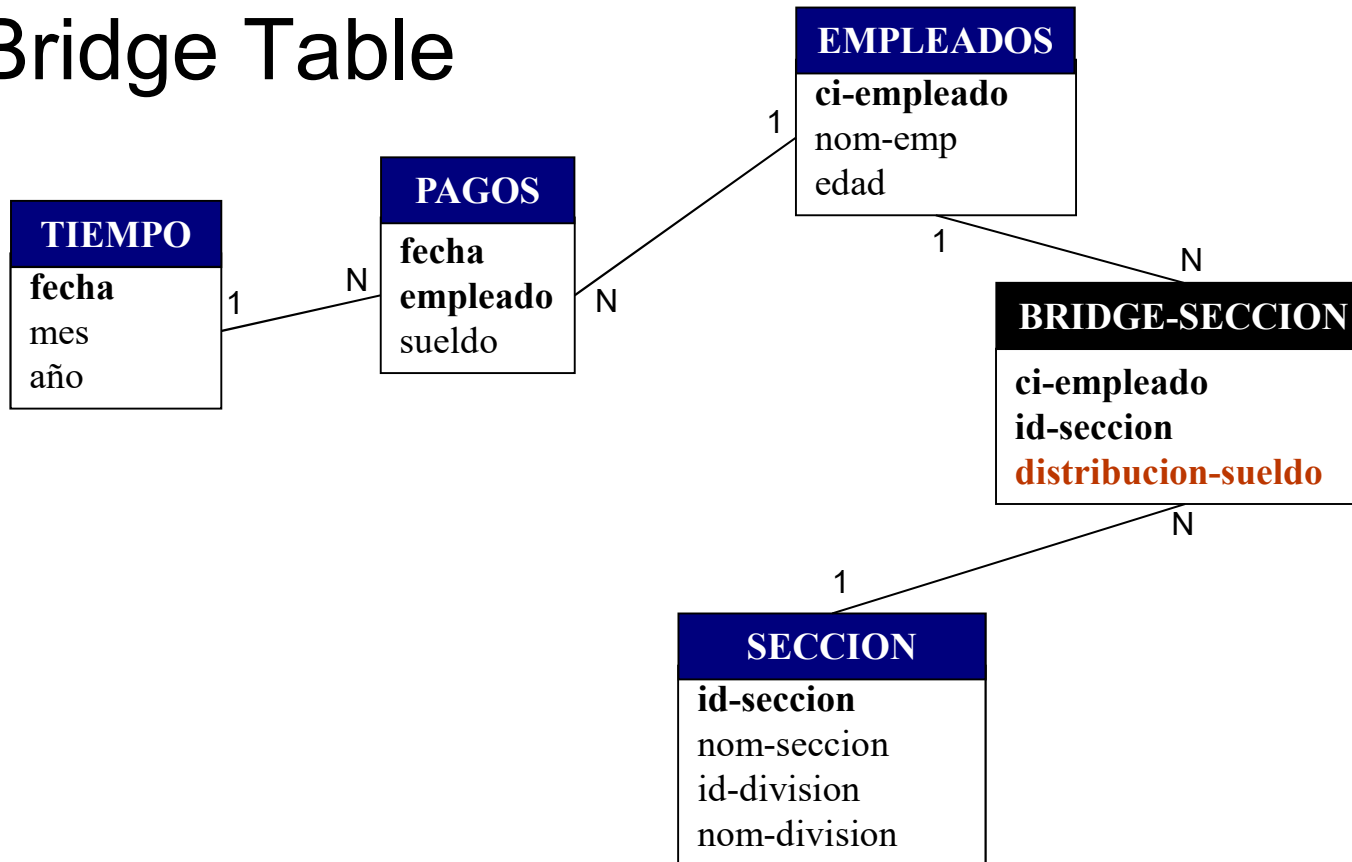 Bridge Table
EMPLEADOS
ci-empleado
nom-emp
edad
1
1
PAGOS
fecha
empleado
sueldo
N
N
TIEMPO
fecha
mes
año
1
N
BRIDGE-SECCION
ci-empleado
id-seccion
distribucion-sueldo
N
1
SECCION
id-seccion
nom-seccion
id-division
nom-division